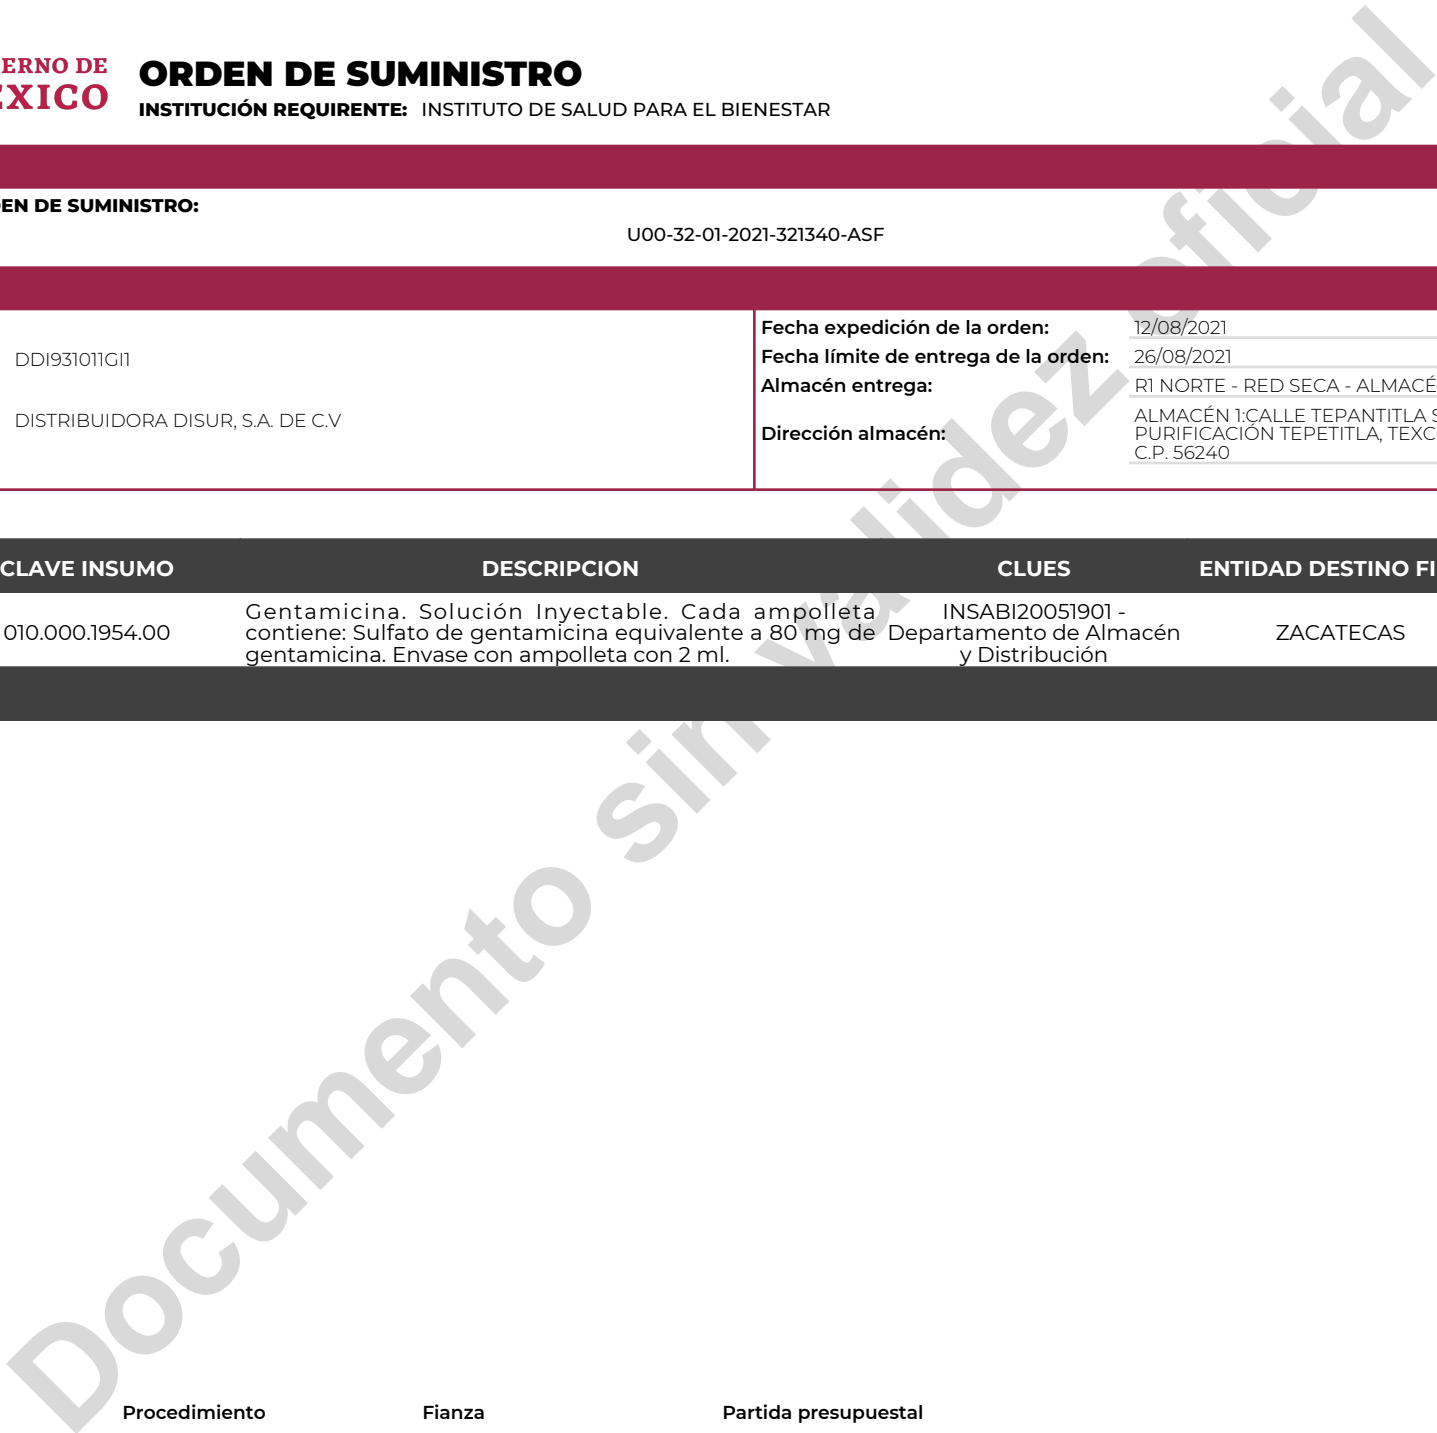 ERNO DE
EXICO
ORDEN DE SUMINISTRO
INSTITUCIÓN REQUIRENTE: INSTITUTO DE SALUD PARA EL BIENESTAR
EN DE SUMINISTRO:
U00-32-01-2021-321340-ASF
DDI931011GI1
DISTRIBUIDORA DISUR, S.A. DE C.V
Fecha expedición de la orden: 12/08/2021
Fecha límite de entrega de la orden: 26/08/2021
Almacén entrega: R1 NORTE - RED SECA - ALMACÉ
Dirección almacén:
ALMACÉN 1:CALLE TEPANTITLA S
PURIFICACIÓN TEPETITLA, TEXC
C.P. 56240
CLAVE INSUMO DESCRIPCION CLUES ENTIDAD DESTINO FI
010.000.1954.00
Gentamicina. Solución Inyectable. Cada ampolleta
contiene: Sulfato de gentamicina equivalente a 80 mg de
gentamicina. Envase con ampolleta con 2 ml.
INSABI20051901 -
Departamento de Almacén
y Distribución
ZACATECAS
Documento sin validez oficial
Procedimiento Fianza Partida presupuestal